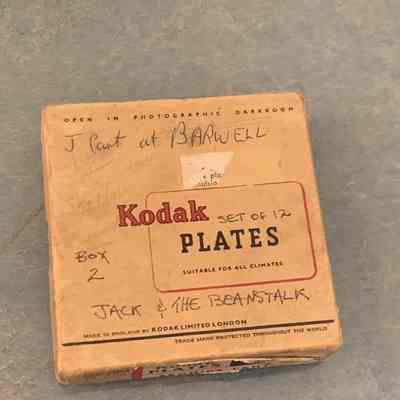 OPEN IN PHOTOGRAPHIC DARKROOM
J Cant at BARWELL
Kodak SET OF 12
PLATES
BOX
2
SUITABLE FOR ALL CLIMATES
JACK & THE BEANSTALK
MADE IN ENGLAND BY KODAK LIMITED LONDON
TRADE MARK PROTECTED THROUGHOUT THE WORLD